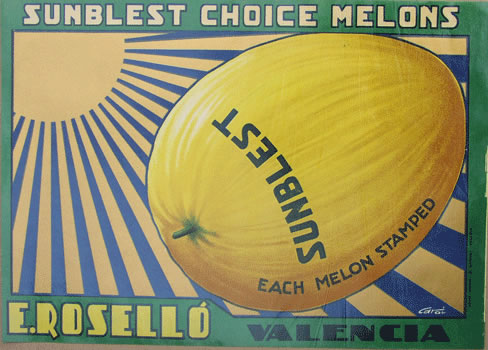 SUNBLEST CHOICE MELONS
SUNBLEST
EACH MELON STAMPED
E. ROSELLÓ
VALENCIA